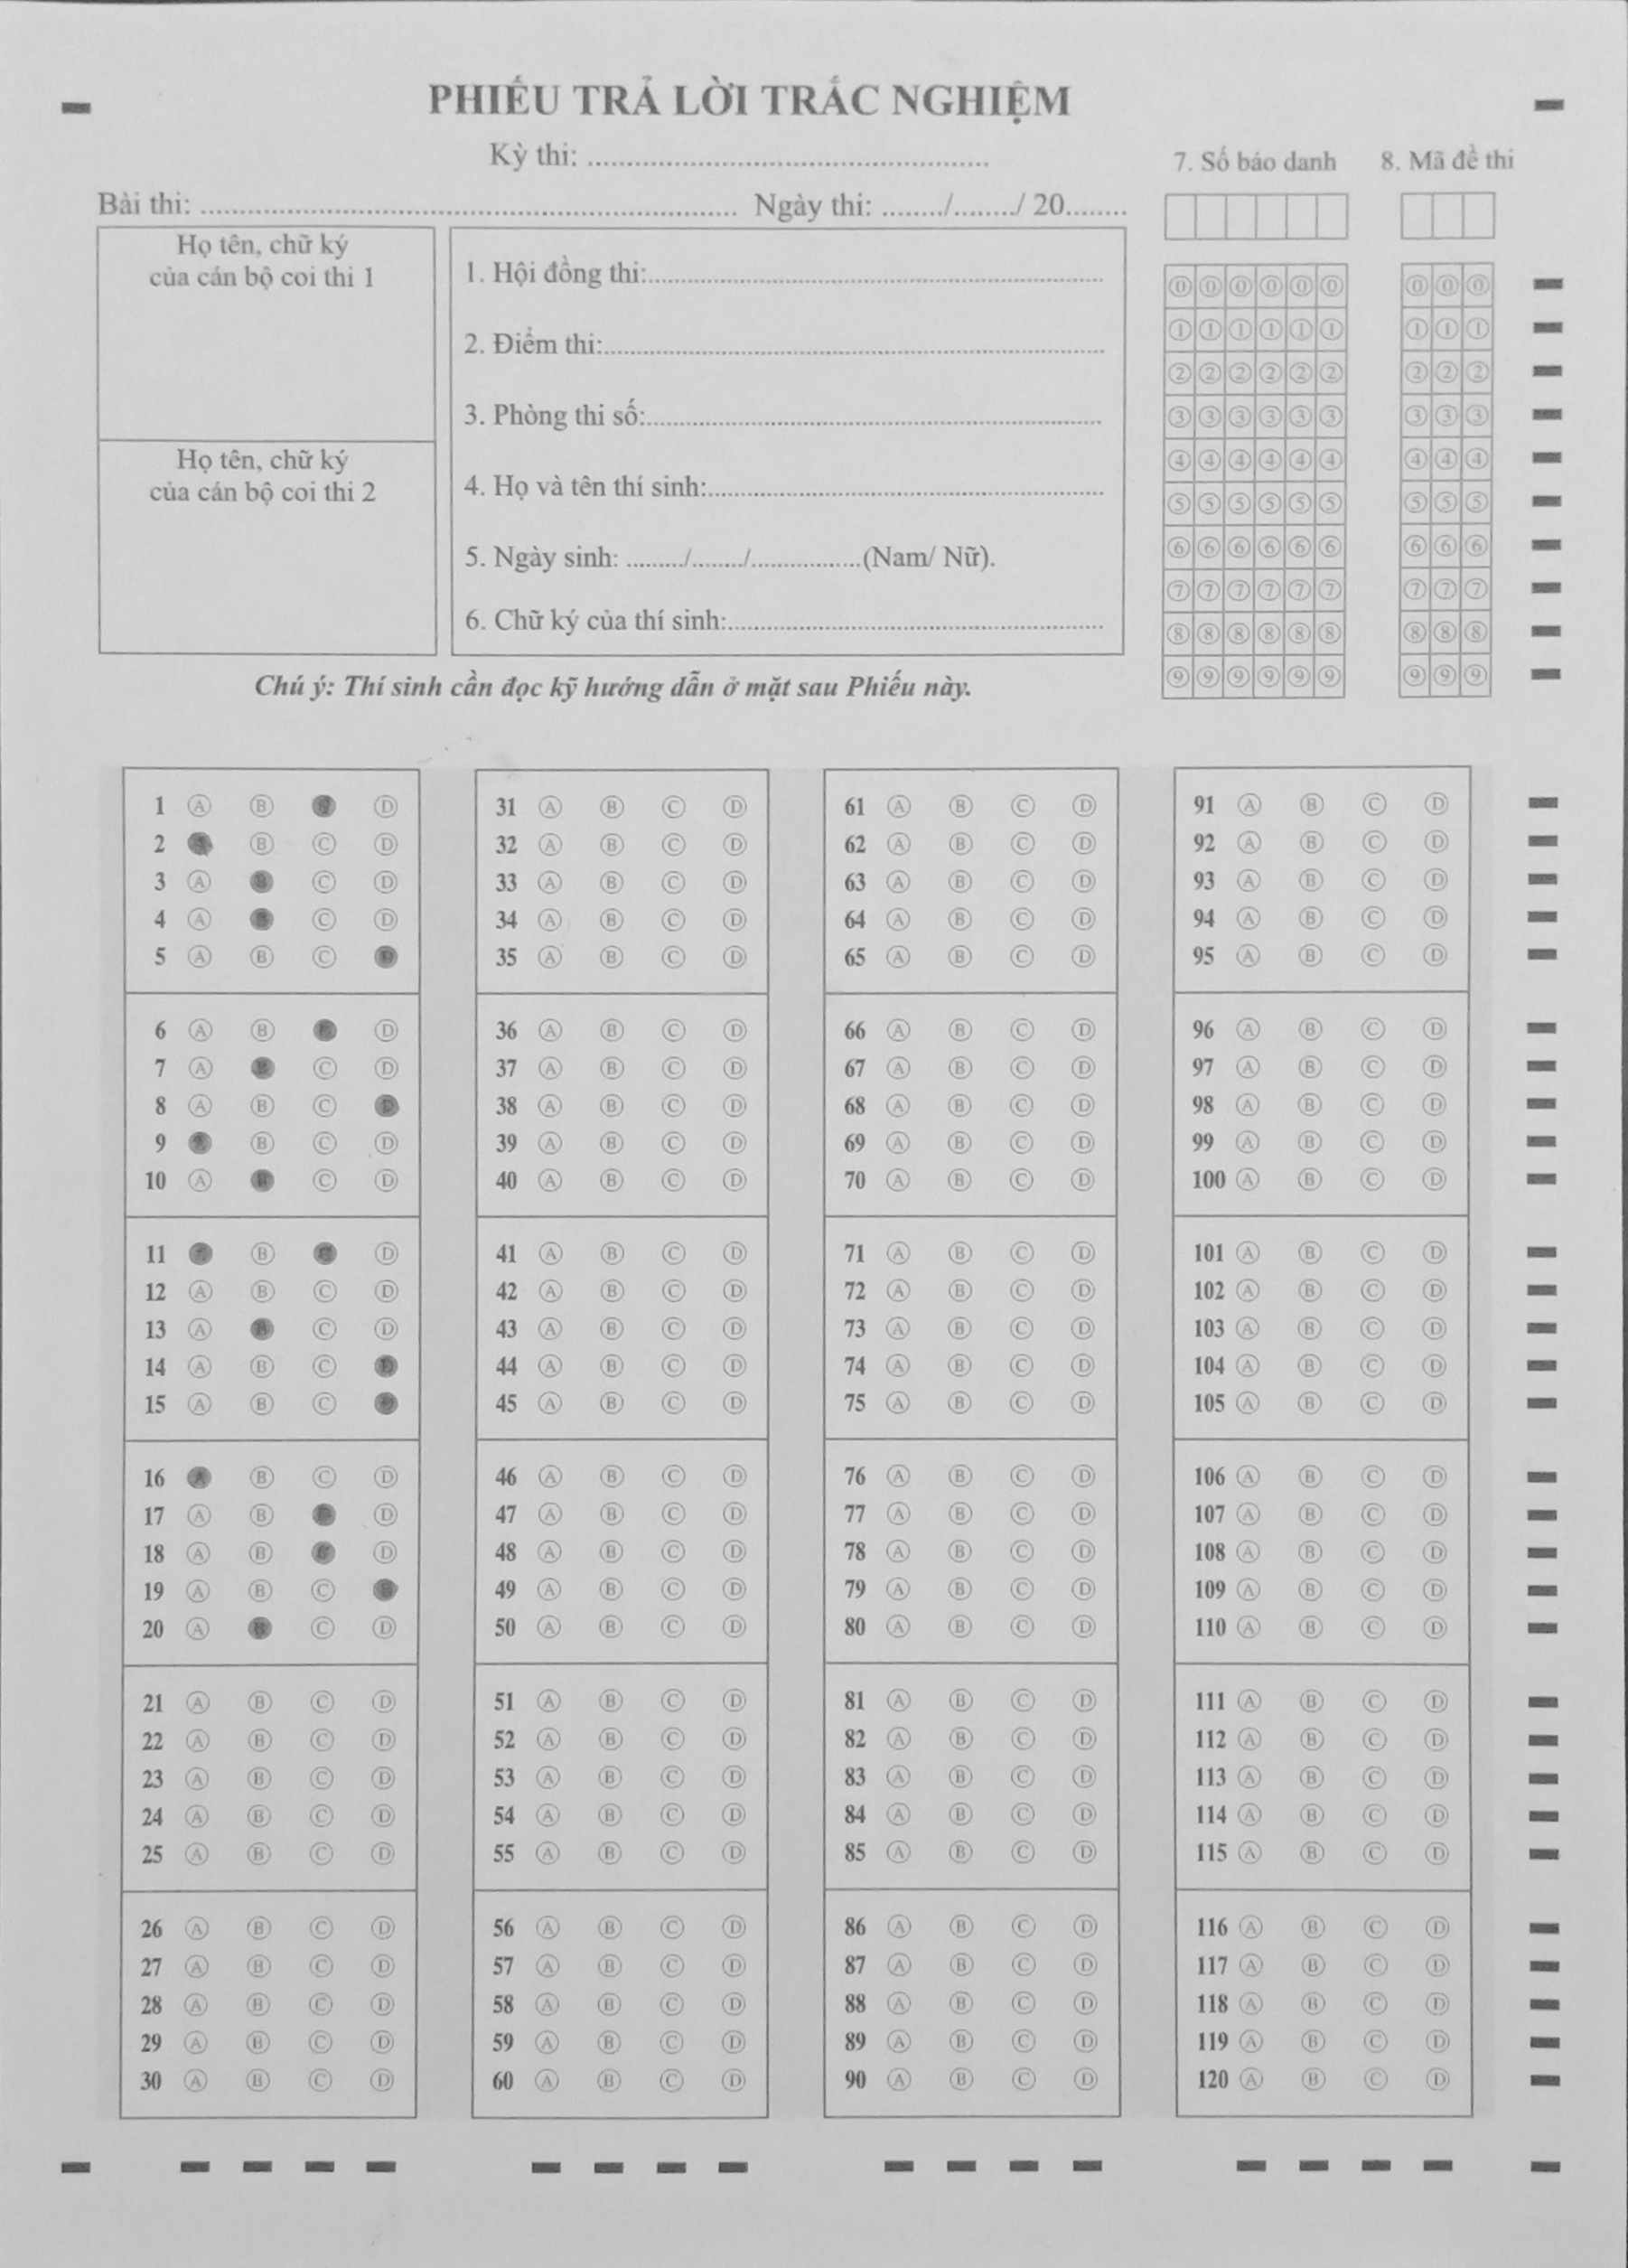 PHIẾU TRẢ LỜI TRẮC NGHIỆM
Kỳ thi: ..................................................
Bài thi: .................................................................. Ngày thi: ......../......../ 20........
7. Số báo danh
8. Mã đề thi
Họ tên, chữ ký
của cán bộ coi thi 1
Họ tên, chữ ký
của cán bộ coi thi 2
1. Hội đồng thi:..........................................................
2. Điểm thi:................................................................
3. Phòng thi số:..........................................................
4. Họ và tên thí sinh:..................................................
5. Ngày sinh: ......../......../................(Nam/ Nữ).
6. Chữ ký của thí sinh:................................................
Chú ý: Thí sinh cần đọc kỹ hướng dẫn ở mặt sau Phiếu này.
0 0 0 0 0 0 0 0 0
1 1 1 1 1 1 1 1 1
2 2 2 2 2 2 2 2 2
3 3 3 3 3 3 3 3 3
4 4 4 4 4 4 4 4 4
5 5 5 5 5 5 5 5 5
6 6 6 6 6 6 6 6 6
7 7 7 7 7 7 7 7 7
8 8 8 8 8 8 8 8 8
9 9 9 9 9 9 9 9 9
1 A B D
2 B C D
3 A B C D
4 A B C D
5 A B C D
6 A B D
7 A B C D
8 A B C D
9 B C D
10 A B C D
11 B D
12 A B C D
13 A B C D
14 A B C D
15 A B C
16 A B C D
17 A B D
18 A B D
19 A B C
20 A B C D
21 A B C D
22 A B C D
23 A B C D
24 A B C D
25 A B C D
26 A B C D
27 A B C D
28 A B C D
29 A B C D
30 A B C D
31 A B C D
32 A B C D
33 A B C D
34 A B C D
35 A B C D
36 A B C D
37 A B C D
38 A B C D
39 A B C D
40 A B C D
41 A B C D
42 A B C D
43 A B C D
44 A B C D
45 A B C D
46 A B C D
47 A B C D
48 A B C D
49 A B C D
50 A B C D
51 A B C D
52 A B C D
53 A B C D
54 A B C D
55 A B C D
56 A B C D
57 A B C D
58 A B C D
59 A B C D
60 A B C D
61 A B C D
62 A B C D
63 A B C D
64 A B C D
65 A B C D
66 A B C D
67 A B C D
68 A B C D
69 A B C D
70 A B C D
71 A B C D
72 A B C D
73 A B C D
74 A B C D
75 A B C D
76 A B C D
77 A B C D
78 A B C D
79 A B C D
80 A B C D
81 A B C D
82 A B C D
83 A B C D
84 A B C D
85 A B C D
86 A B C D
87 A B C D
88 A B C D
89 A B C D
90 A B C D
91 A B C D
92 A B C D
93 A B C D
94 A B C D
95 A B C D
96 A B C D
97 A B C D
98 A B C D
99 A B C D
100 A B C D
101 A B C D
102 A B C D
103 A B C D
104 A B C D
105 A B C D
106 A B C D
107 A B C D
108 A B C D
109 A B C D
110 A B C D
111 A B C D
112 A B C D
113 A B C D
114 A B C D
115 A B C D
116 A B C D
117 A B C D
118 A B C D
119 A B C D
120 A B C D